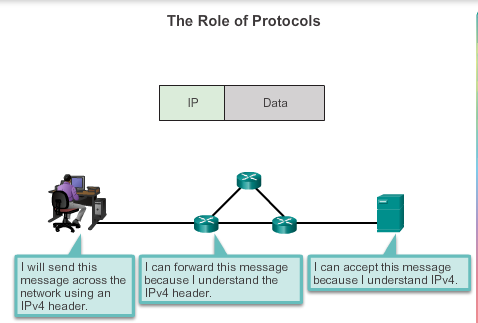 The Role of Protocols
IP
Data
I will send this
message across the
network using an
IPv4 header.
I can forward this message
because I understand the
IPv4 header.
I can accept this message
because I understand IPv4.